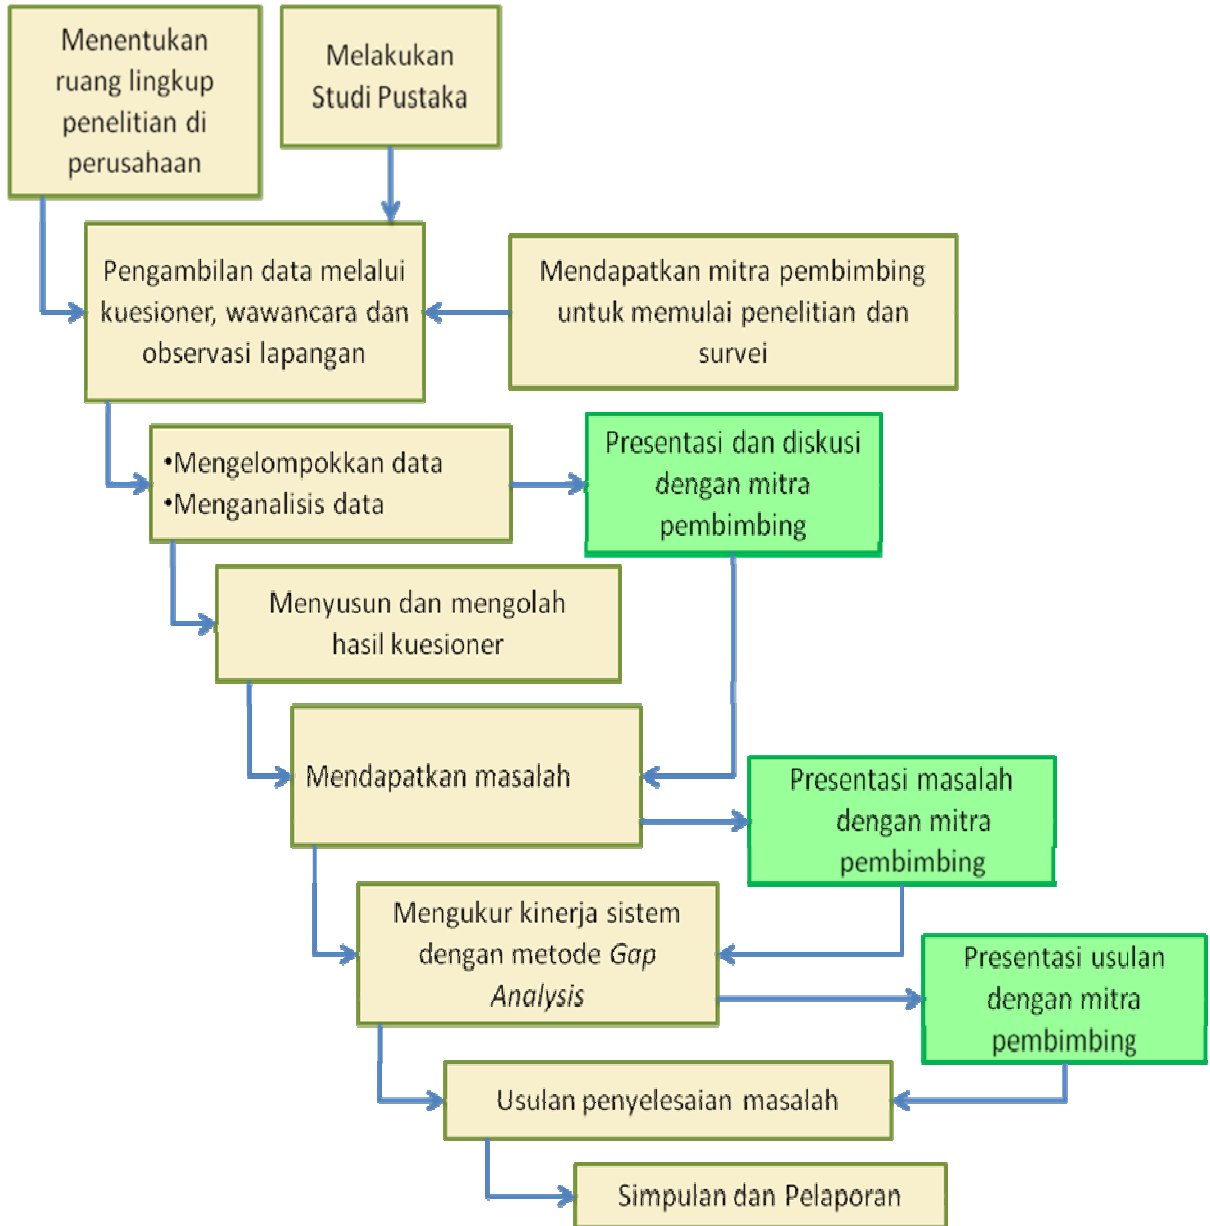 Menentukan
ruang lingkup
penelitian di
perusahaan
Melakukan
Studi Pustaka
Pengambilan data melalui
kuesioner, wawancara dan
observasi lapangan
Mendapatkan mitra pembimbing
untuk memulai penelitian dan
survei
•Mengelompokkan data
•Menganalisis data
Presentasi dan diskusi
dengan mitra
pembimbing
Menyusun dan mengolah
hasil kuesioner
Mendapatkan masalah
Presentasi masalah
dengan mitra
pembimbing
Mengukur kinerja sistem
dengan metode Gap
Analysis
Presentasi usulan
dengan mitra
pembimbing
Usulan penyelesaian masalah
Simpulan dan Pelaporan